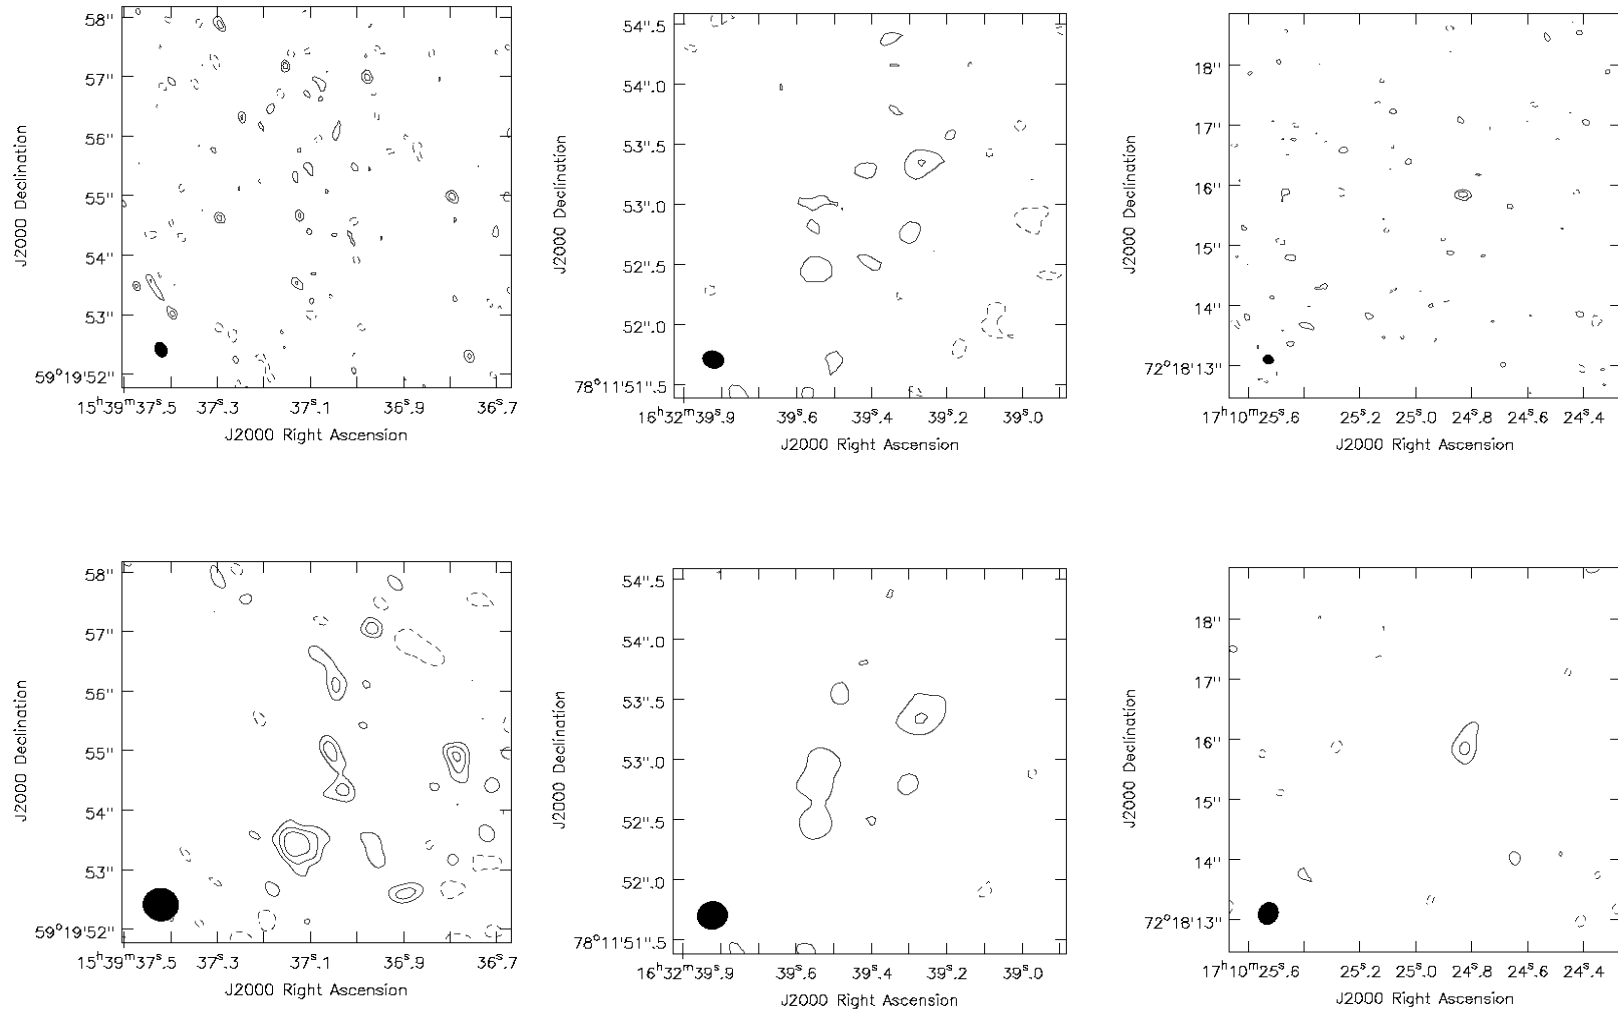 58"
57"
56"
55"
54"
53"
59°19'52"
15ʰ39ᵐ37ˢ.5 37ˢ.3 37ˢ.1 36ˢ.9 36ˢ.7
J2000 Right Ascension
J2000 Declination
54".5
54".0
53".5
53".0
52".5
52".0
78°11'51".5
16ʰ32ᵐ39ˢ.9 39ˢ.6 39ˢ.4 39ˢ.2 39ˢ.0
J2000 Right Ascension
J2000 Declination
18"
17"
16"
15"
14"
72°18'13"
17ʰ10ᵐ25ˢ.6 25ˢ.2 25ˢ.0 24ˢ.8 24ˢ.6 24ˢ.4
J2000 Right Ascension
J2000 Declination
58"
57"
56"
55"
54"
53"
59°19'52"
15ʰ39ᵐ37ˢ.5 37ˢ.3 37ˢ.1 36ˢ.9 36ˢ.7
J2000 Right Ascension
J2000 Declination
54".5
54".0
53".5
53".0
52".5
52".0
78°11'51".5
16ʰ32ᵐ39ˢ.9 39ˢ.6 39ˢ.4 39ˢ.2 39ˢ.0
J2000 Right Ascension
J2000 Declination
18"
17"
16"
15"
14"
72°18'13"
17ʰ10ᵐ25ˢ.6 25ˢ.2 25ˢ.0 24ˢ.8 24ˢ.6 24ˢ.4
J2000 Right Ascension
J2000 Declination